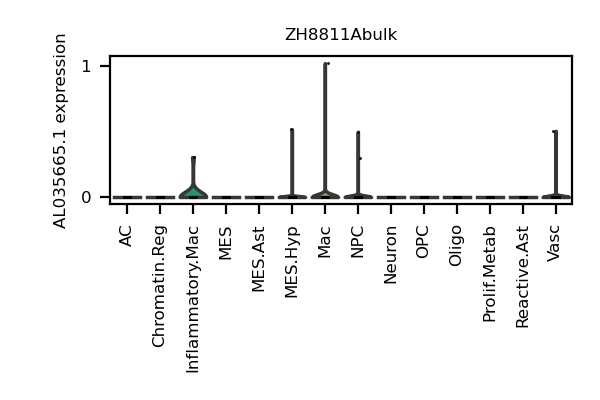 ZH8811Abulk
AL035665.1 expression
1
0
AC
Chromatin.Reg
Inflammatory.Mac
MES
MES.Ast
MES.Hyp
Mac
NPC
Neuron
OPC
Oligo
Prolif.Metab
Reactive.Ast
Vasc